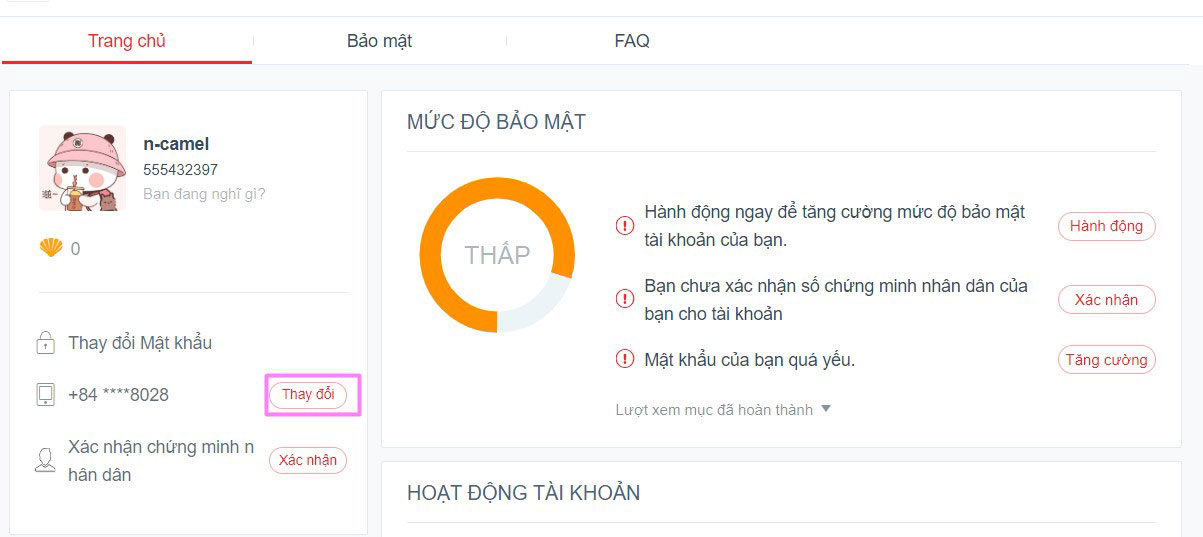 Trang chủ
Bảo mật
FAQ
n-camel
555432397
Bạn đang nghĩ gì?
0
Thay đổi Mật khẩu
+84 ****8028
Thay đổi
Xác nhận chứng minh n
hân dân
Xác nhận
MỨC ĐỘ BẢO MẬT
THẤP
Hành động ngay để tăng cường mức độ bảo mật
tài khoản của bạn.
Hành động
Bạn chưa xác nhận số chứng minh nhân dân của
bạn cho tài khoản
Xác nhận
Mật khẩu của bạn quá yếu.
Tăng cường
Lượt xem mục đã hoàn thành
HOẠT ĐỘNG TÀI KHOẢN